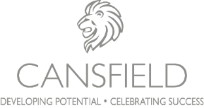 CANSFIELD
DEVELOPING POTENTIAL • CELEBRATING SUCCESS